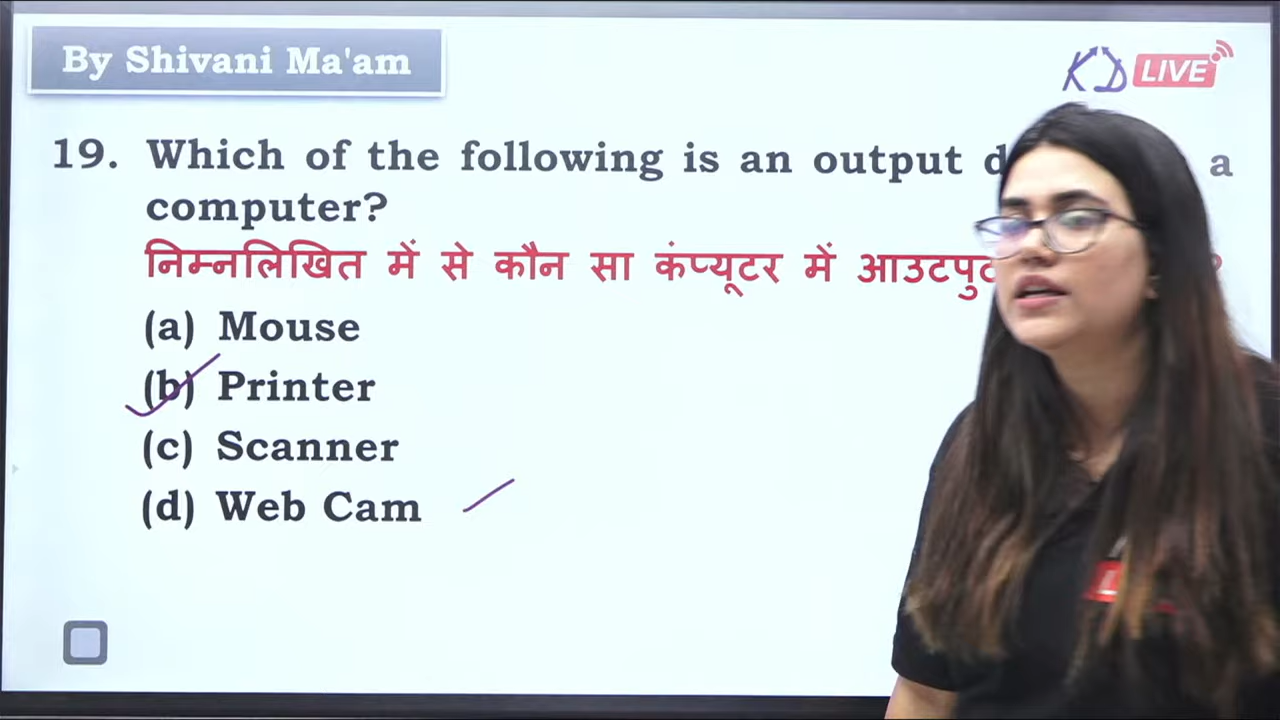 By Shivani Ma'am
KD LIVE
19. Which of the following is an output a
computer?
निम्नलिखित में से कौन सा कंप्यूटर में ?
(a) Mouse
(b) Printer
(c) Scanner
(d) Web Cam